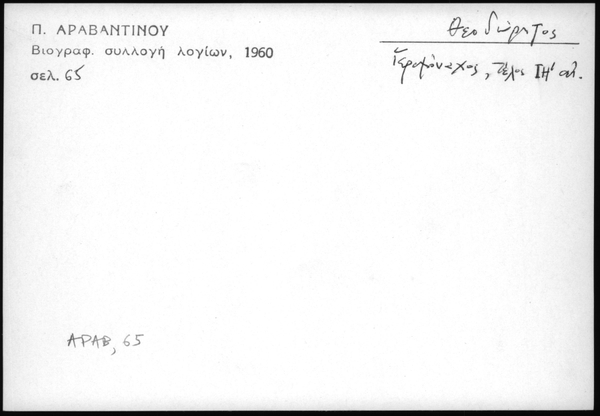 Π. ΑΡΑΒΑΝΤΙΝΟΥ
Βιογραφ. συλλογή λογίων, 1960
σελ. 65
Θεοδώρητος
Ἱερομόναχος, τέλος ΙΗ' αἰ.
ΑΡΑΒ, 65